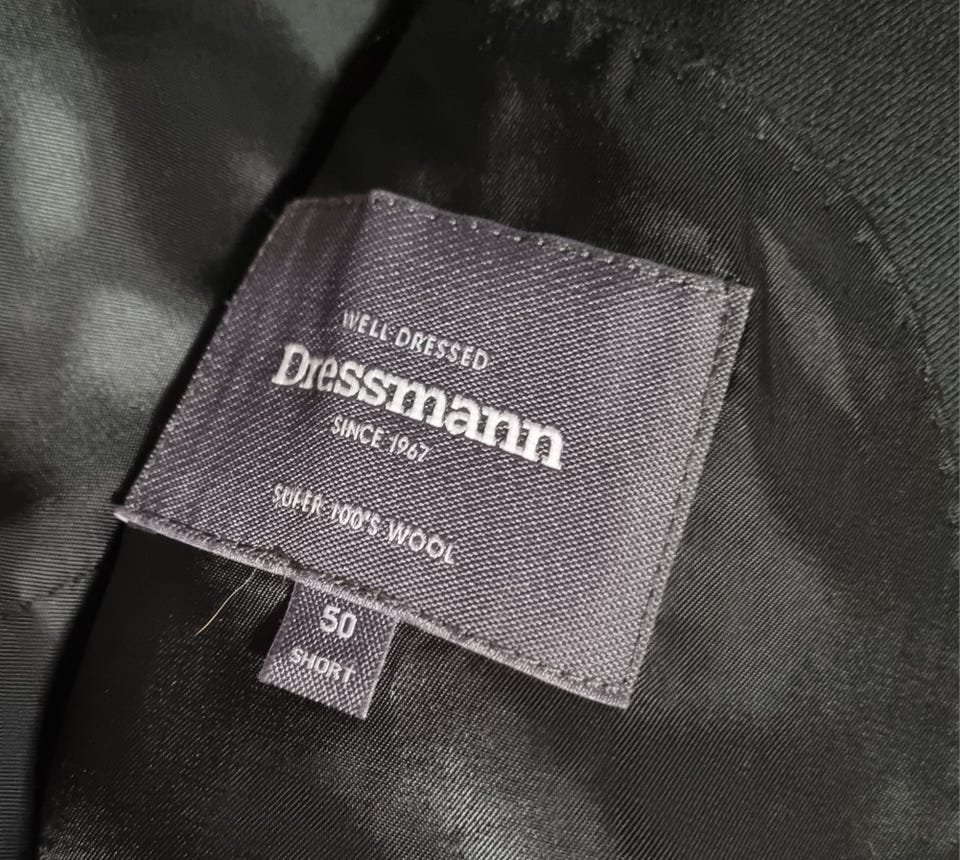 WELL DRESSED
Dressmann
SINCE 1967
SUPER 100'S WOOL
50
SHORT